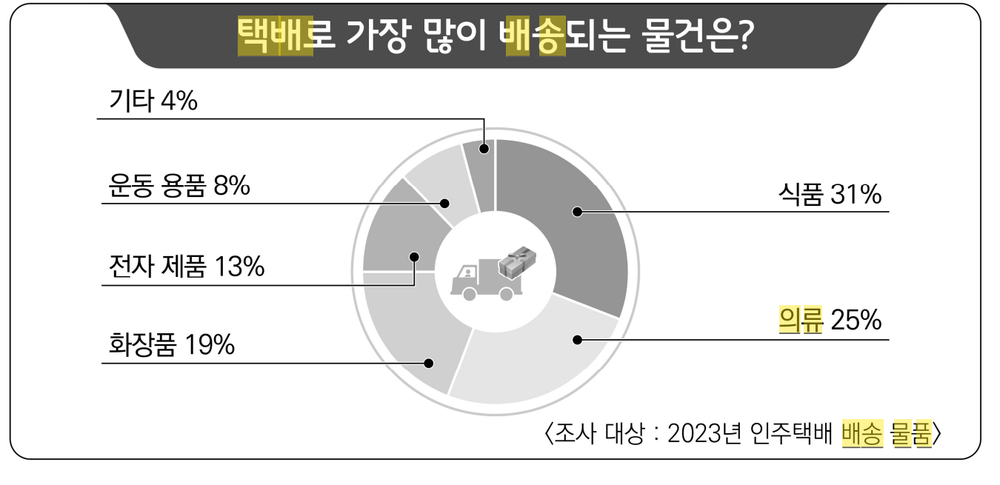 택배로 가장 많이 배송되는 물건은?
기타 4%
운동 용품 8%
식품 31%
전자 제품 13%
의류 25%
화장품 19%
〈조사 대상 : 2023년 인주택배 배송 물품〉